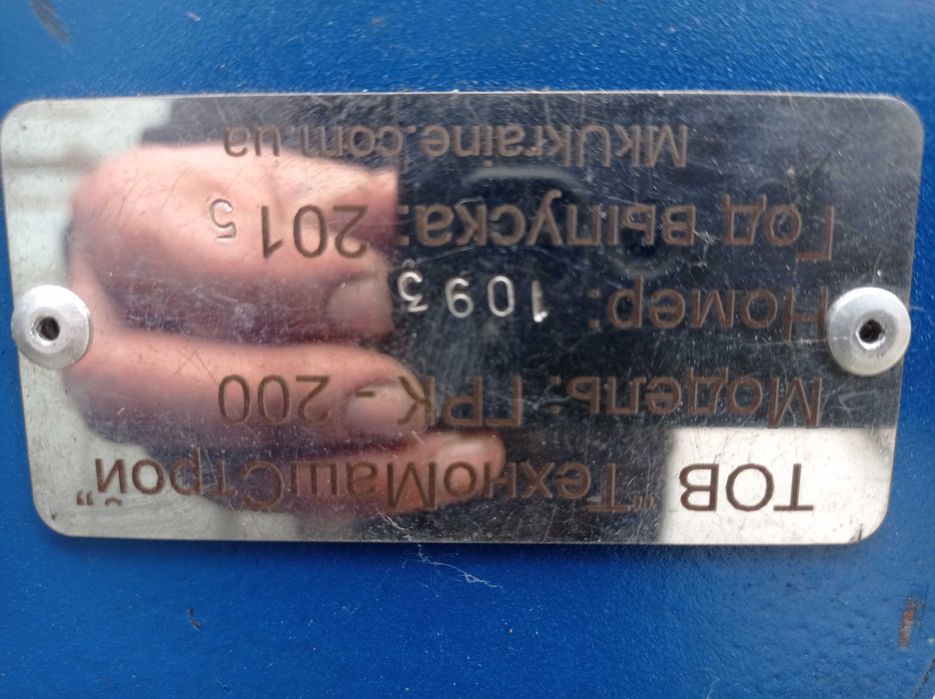 ТОВ "ТехноМашСтрой"
Модель: ГРК - 200
Номер: 1093
Год выпуска: 2015
MkUkraine.com.ua